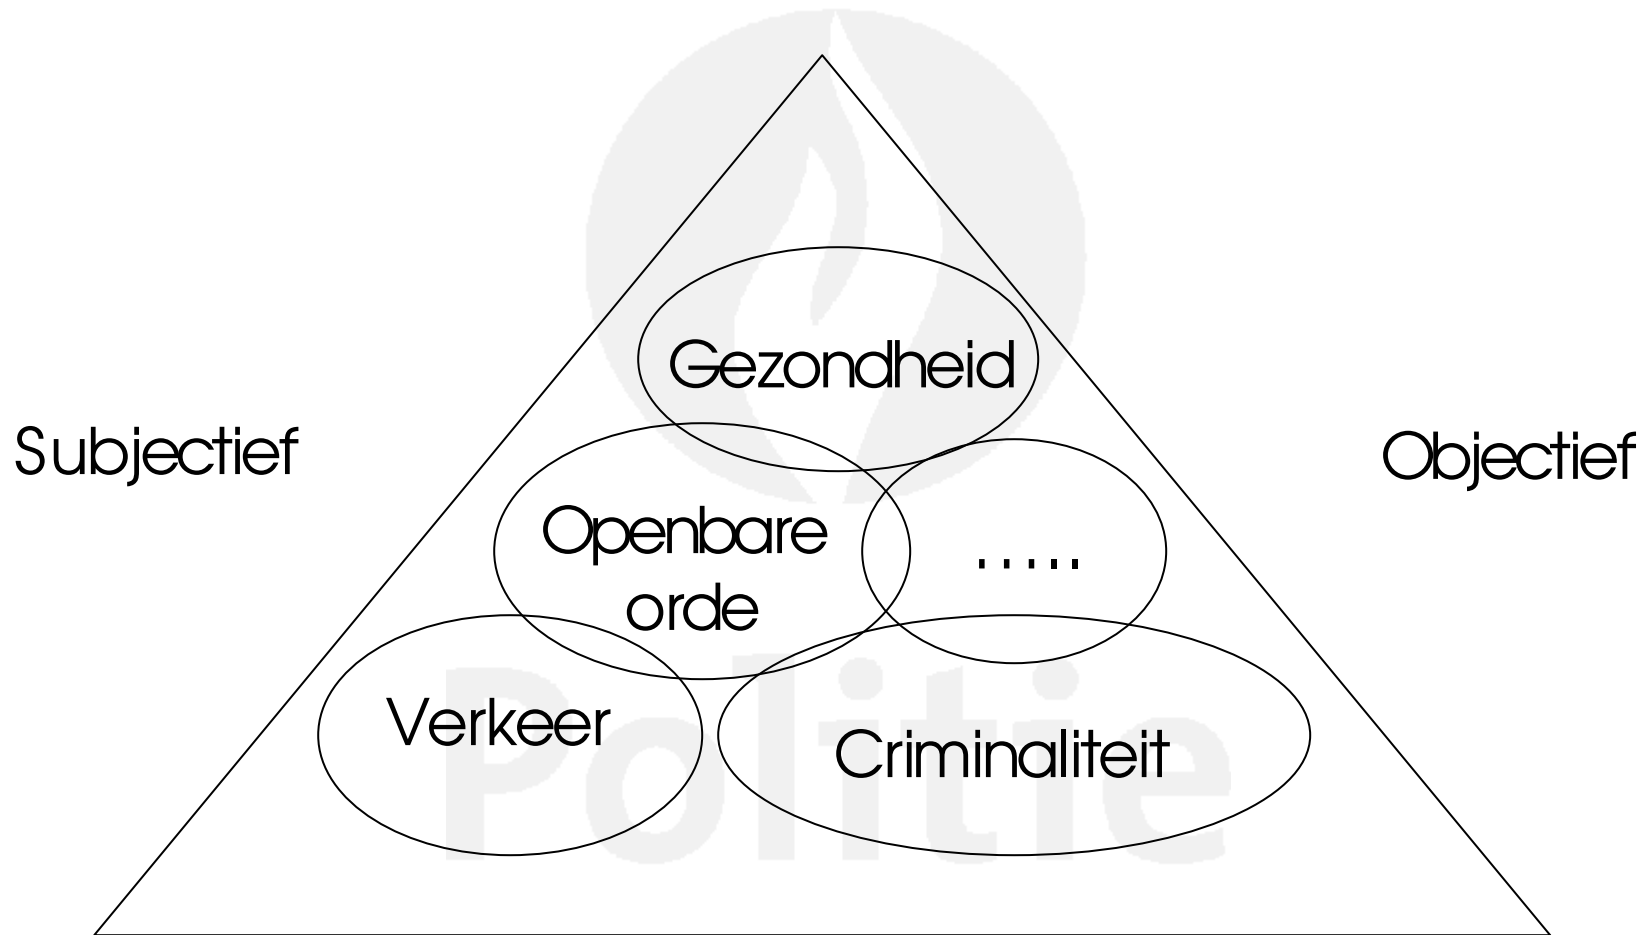 Gezondheid
Subjectief
Objectief
Openbare
orde
.....
Verkeer
Criminaliteit
Politie